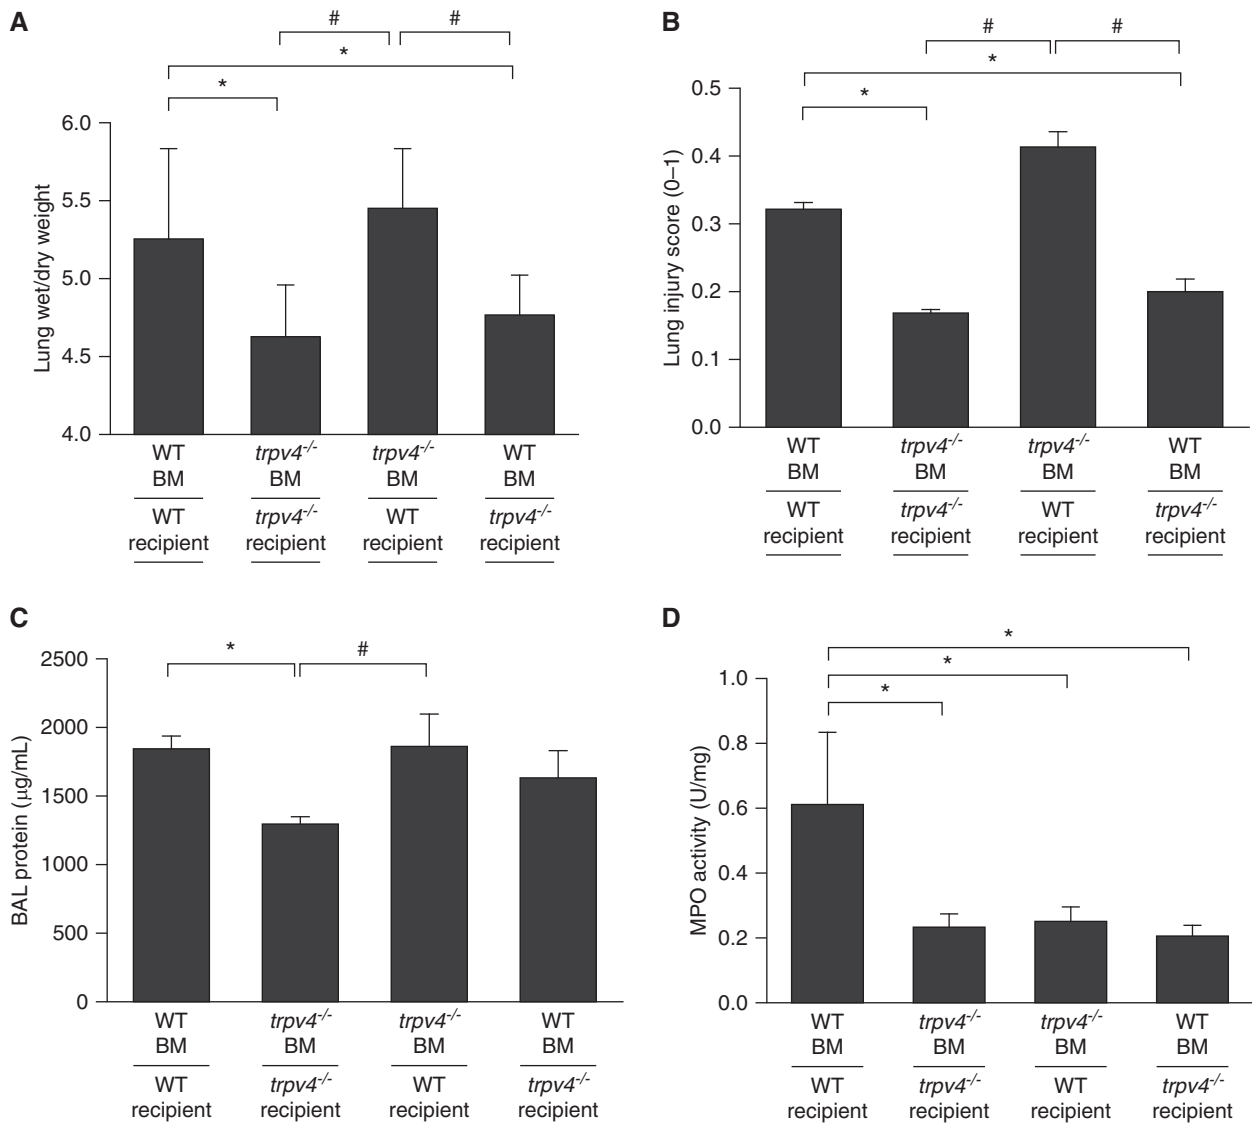 A
# #
*
*
6.0
5.5
5.0
4.5
4.0
Lung wet/dry weight
WT trpv4-/- trpv4-/- WT
BM BM BM BM
WT trpv4-/- WT trpv4-/-
recipient recipient recipient recipient
B
# #
*
*
0.5
0.4
0.3
0.2
0.1
0.0
Lung injury score (0–1)
WT trpv4-/- trpv4-/- WT
BM BM BM BM
WT trpv4-/- WT trpv4-/-
recipient recipient recipient recipient
C
* #
2500
2000
1500
1000
500
0
BAL protein (µg/mL)
WT trpv4-/- trpv4-/- WT
BM BM BM BM
WT trpv4-/- WT trpv4-/-
recipient recipient recipient recipient
D
*
*
*
1.0
0.8
0.6
0.4
0.2
0.0
MPO activity (U/mg)
WT trpv4-/- trpv4-/- WT
BM BM BM BM
WT trpv4-/- WT trpv4-/-
recipient recipient recipient recipient